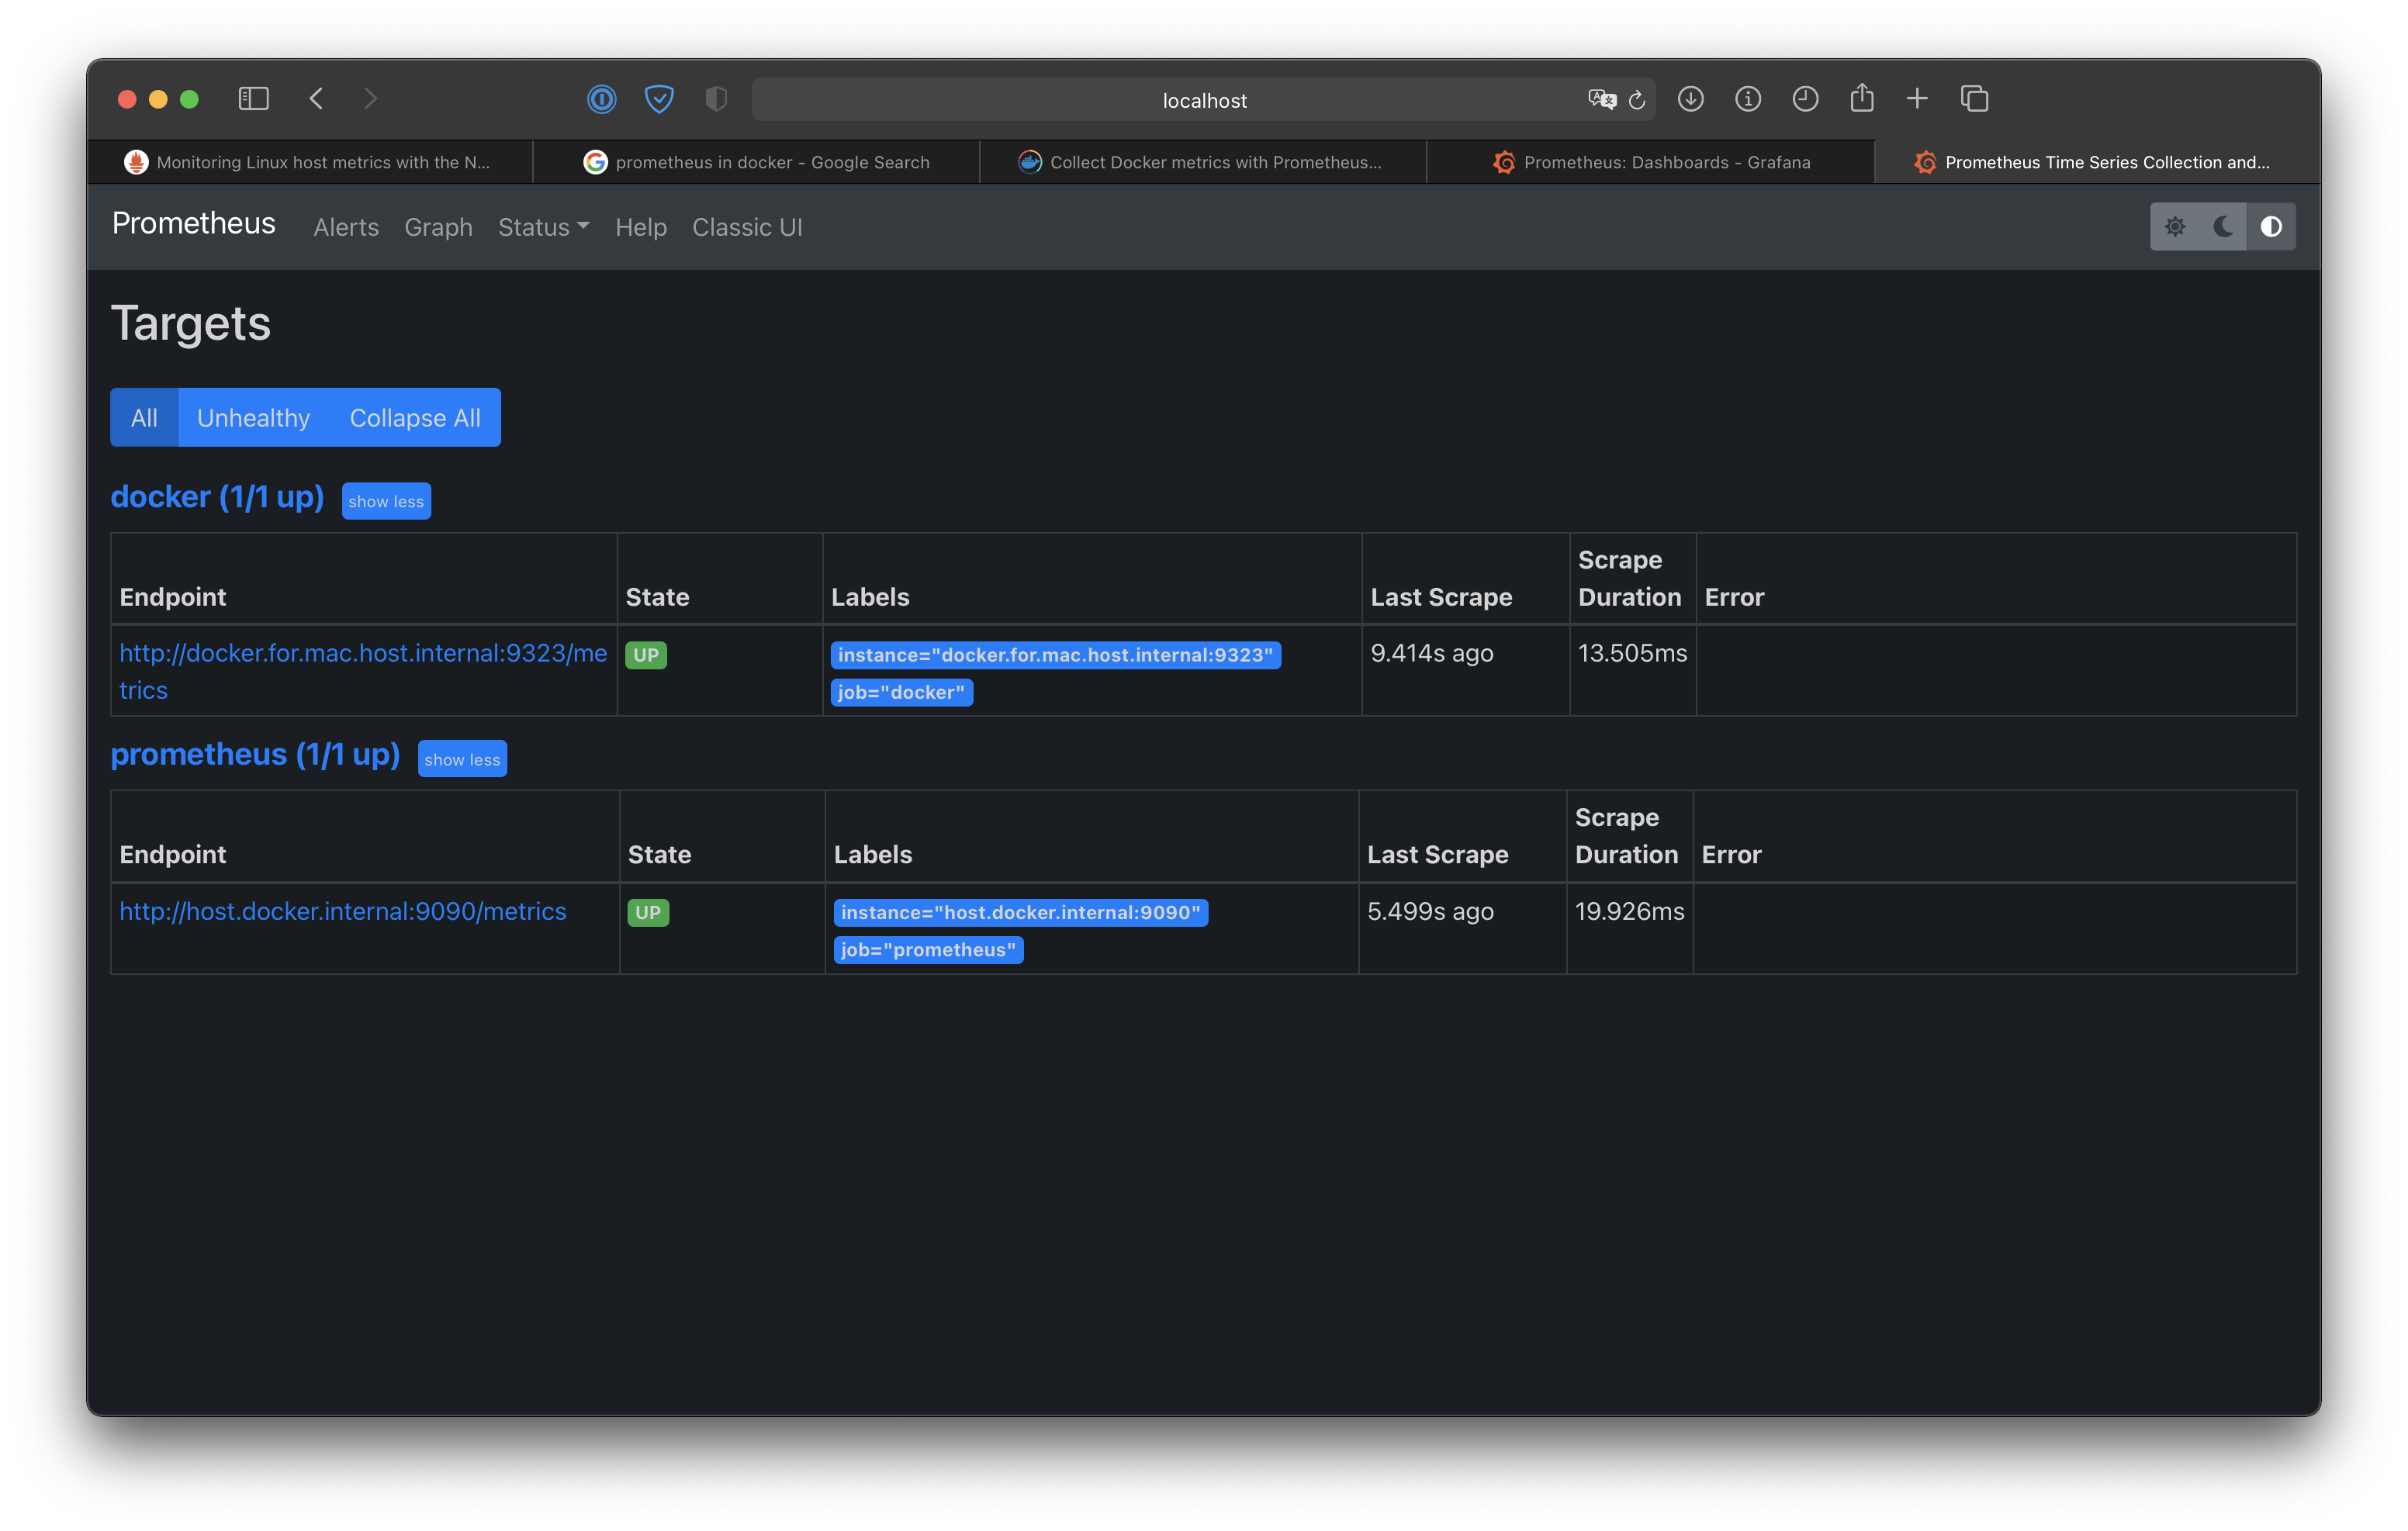 localhost
Monitoring Linux host metrics with the N...
prometheus in docker - Google Search
Collect Docker metrics with Prometheus...
Prometheus: Dashboards - Grafana
Prometheus Time Series Collection and...
Prometheus Alerts Graph Status Help Classic UI
Targets
All Unhealthy Collapse All
docker (1/1 up) show less
Endpoint State Labels Last Scrape Scrape Duration Error
http://docker.for.mac.host.internal:9323/me
trics
UP
instance="docker.for.mac.host.internal:9323"
job="docker"
9.414s ago
13.505ms
prometheus (1/1 up) show less
Endpoint State Labels Last Scrape Scrape Duration Error
http://host.docker.internal:9090/metrics
UP
instance="host.docker.internal:9090"
job="prometheus"
5.499s ago
19.926ms